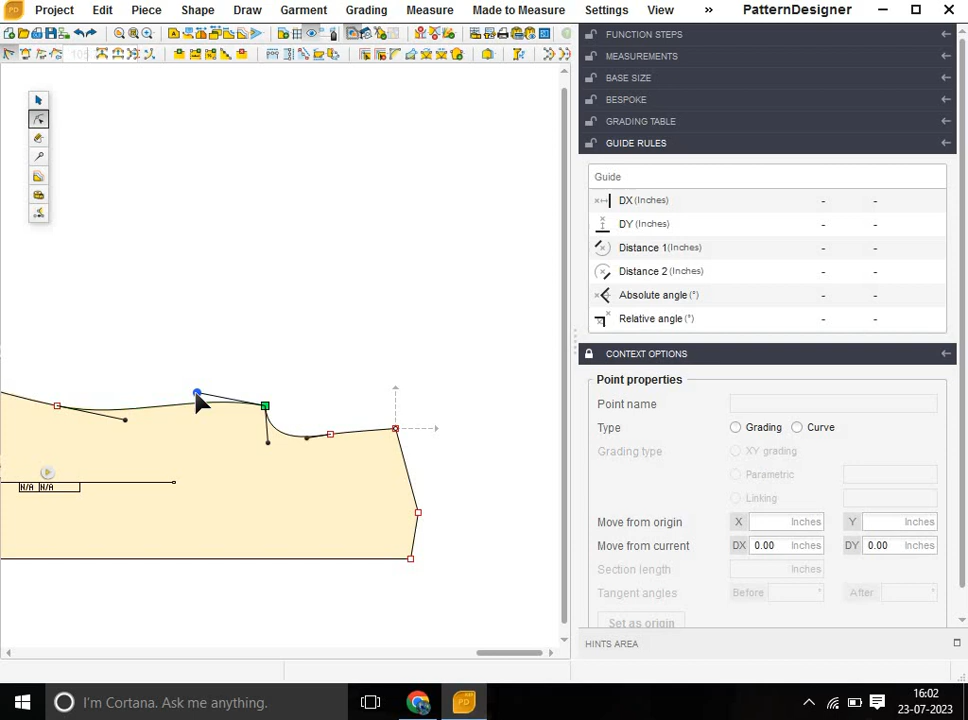 Project Edit Piece Shape Draw Garment Grading Measure Made to Measure Settings View » PatternDesigner
FUNCTION STEPS
MEASUREMENTS
BASE SIZE
BESPOKE
GRADING TABLE
GUIDE RULES
Guide
DX (Inches) - -
DY (Inches) - -
Distance 1(Inches) - -
Distance 2 (Inches) - -
Absolute angle (°) - -
Relative angle (°) - -
CONTEXT OPTIONS
Point properties
Point name
Type Grading Curve
Grading type XY grading
Parametric
Linking
Move from origin X Inches Y Inches
Move from current DX 0.00 Inches DY 0.00 Inches
Section length Inches
Tangent angles Before ° After °
Set as origin
HINTS AREA
N/A N/A
I'm Cortana. Ask me anything.
PD
16:02
23-07-2023